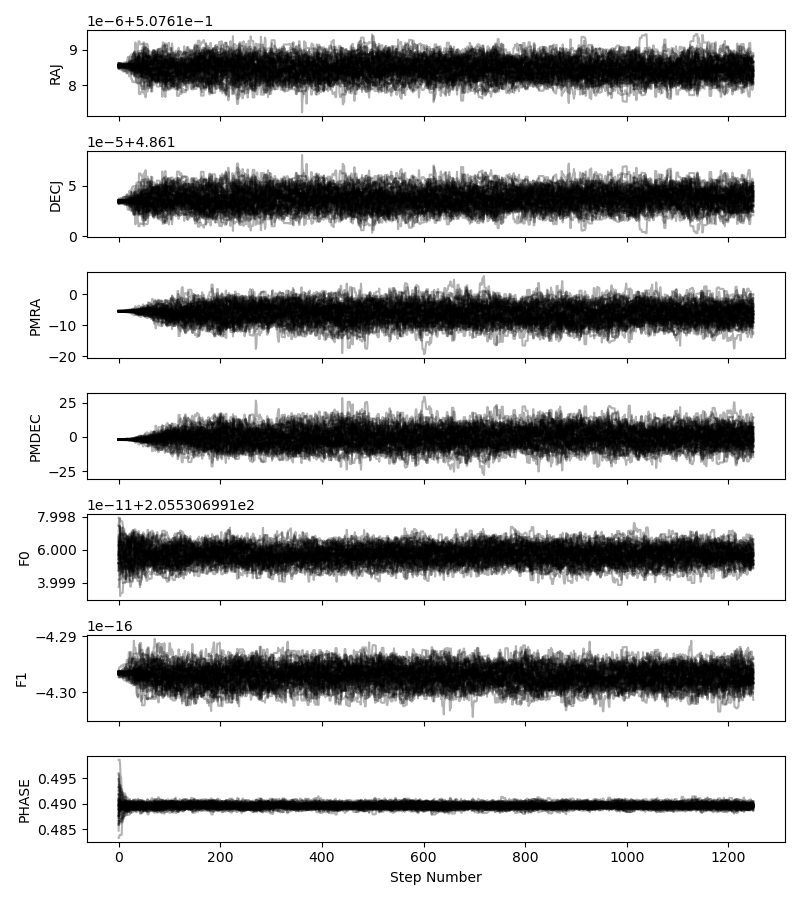 1e−6+5.0761e−1
9
8
RAJ
1e−5+4.861
5
0
DECJ
0
−10
−20
PMRA
25
0
−25
PMDEC
1e−11+2.055306991e2
7.998
6.000
3.999
F0
1e−16
−4.29
−4.30
F1
0.495
0.490
0.485
PHASE
0 200 400 600 800 1000 1200
Step Number